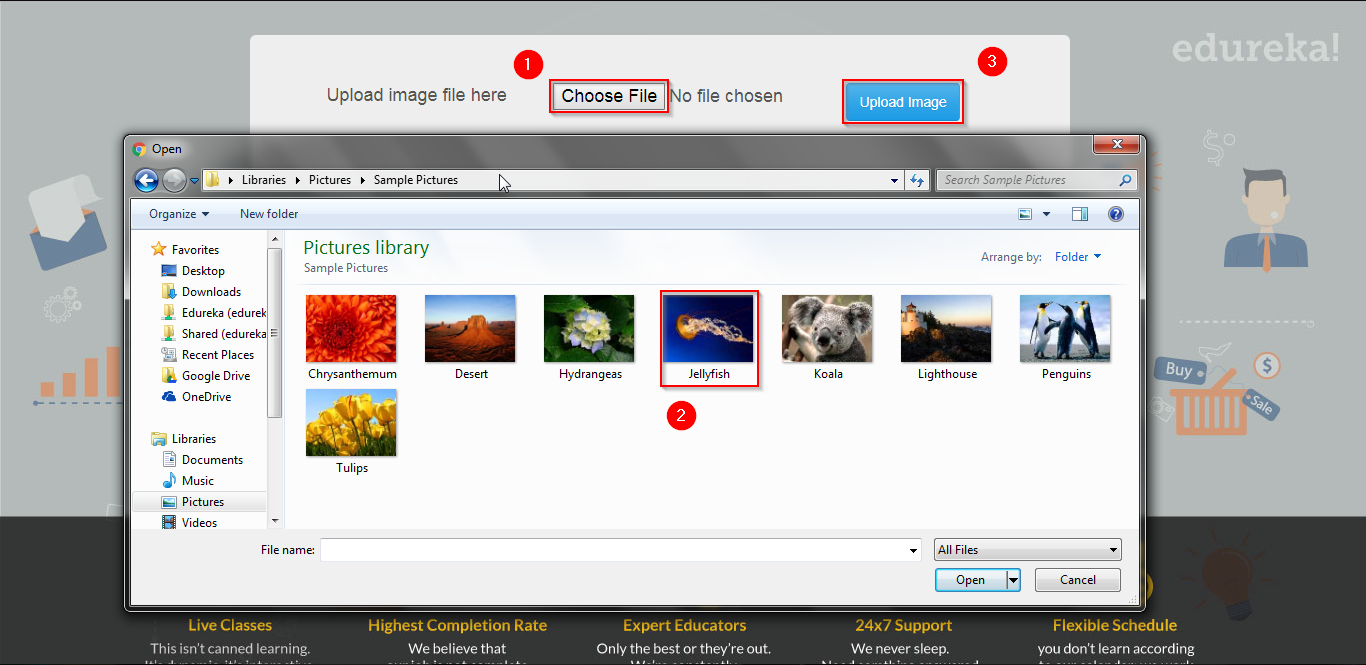 edureka!
1
3
Upload image file here
Choose File
No file chosen
Upload Image
Open
Libraries
Pictures
Sample Pictures
Search Sample Pictures
Organize
New folder
Favorites
Desktop
Downloads
Edureka (edurek
Shared (edureka
Recent Places
Google Drive
OneDrive
Libraries
Documents
Music
Pictures
Videos
Pictures library
Sample Pictures
Arrange by:
Folder
Chrysanthemum
Desert
Hydrangeas
Jellyfish
Koala
Lighthouse
Penguins
2
Tulips
Buy
$
Sale
File name:
All Files
Open
Cancel
Live Classes
Highest Completion Rate
Expert Educators
24x7 Support
Flexible Schedule
This isn't canned learning.
We believe that
Only the best or they're out.
We never sleep.
you don't learn according